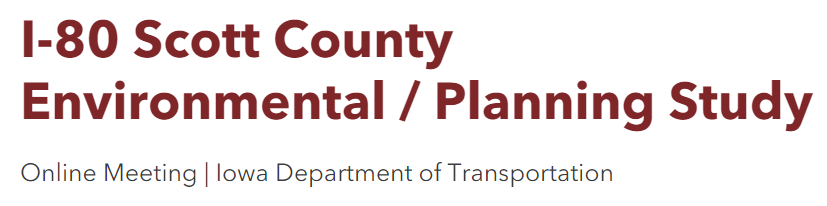 I-80 Scott County
Environmental / Planning Study
Online Meeting | Iowa Department of Transportation